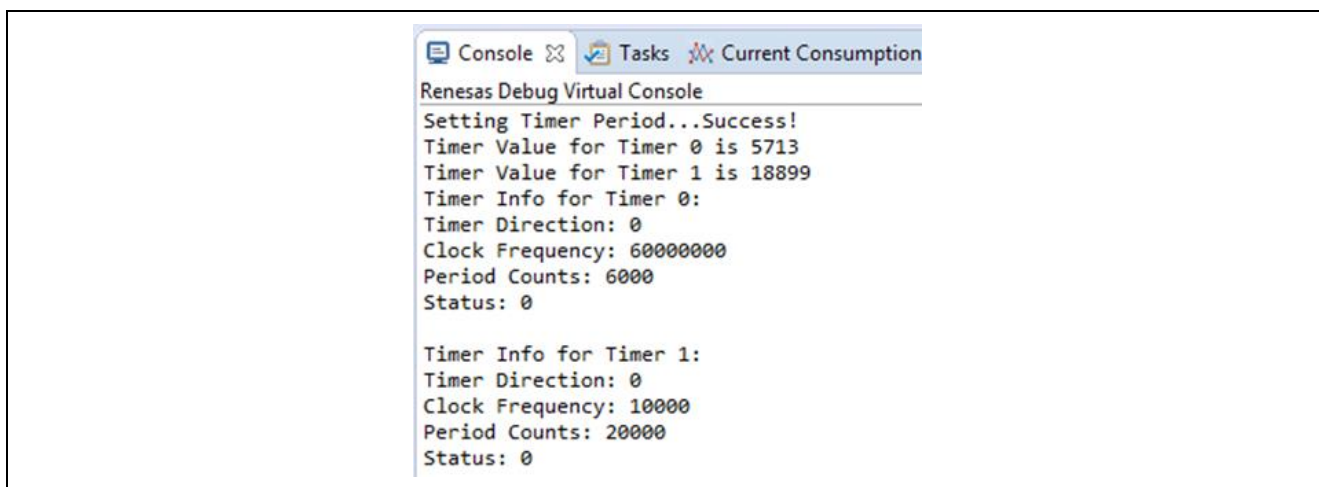 Console Tasks Current Consumption
Renesas Debug Virtual Console
Setting Timer Period...Success!
Timer Value for Timer 0 is 5713
Timer Value for Timer 1 is 18899
Timer Info for Timer 0:
Timer Direction: 0
Clock Frequency: 60000000
Period Counts: 6000
Status: 0
Timer Info for Timer 1:
Timer Direction: 0
Clock Frequency: 10000
Period Counts: 20000
Status: 0